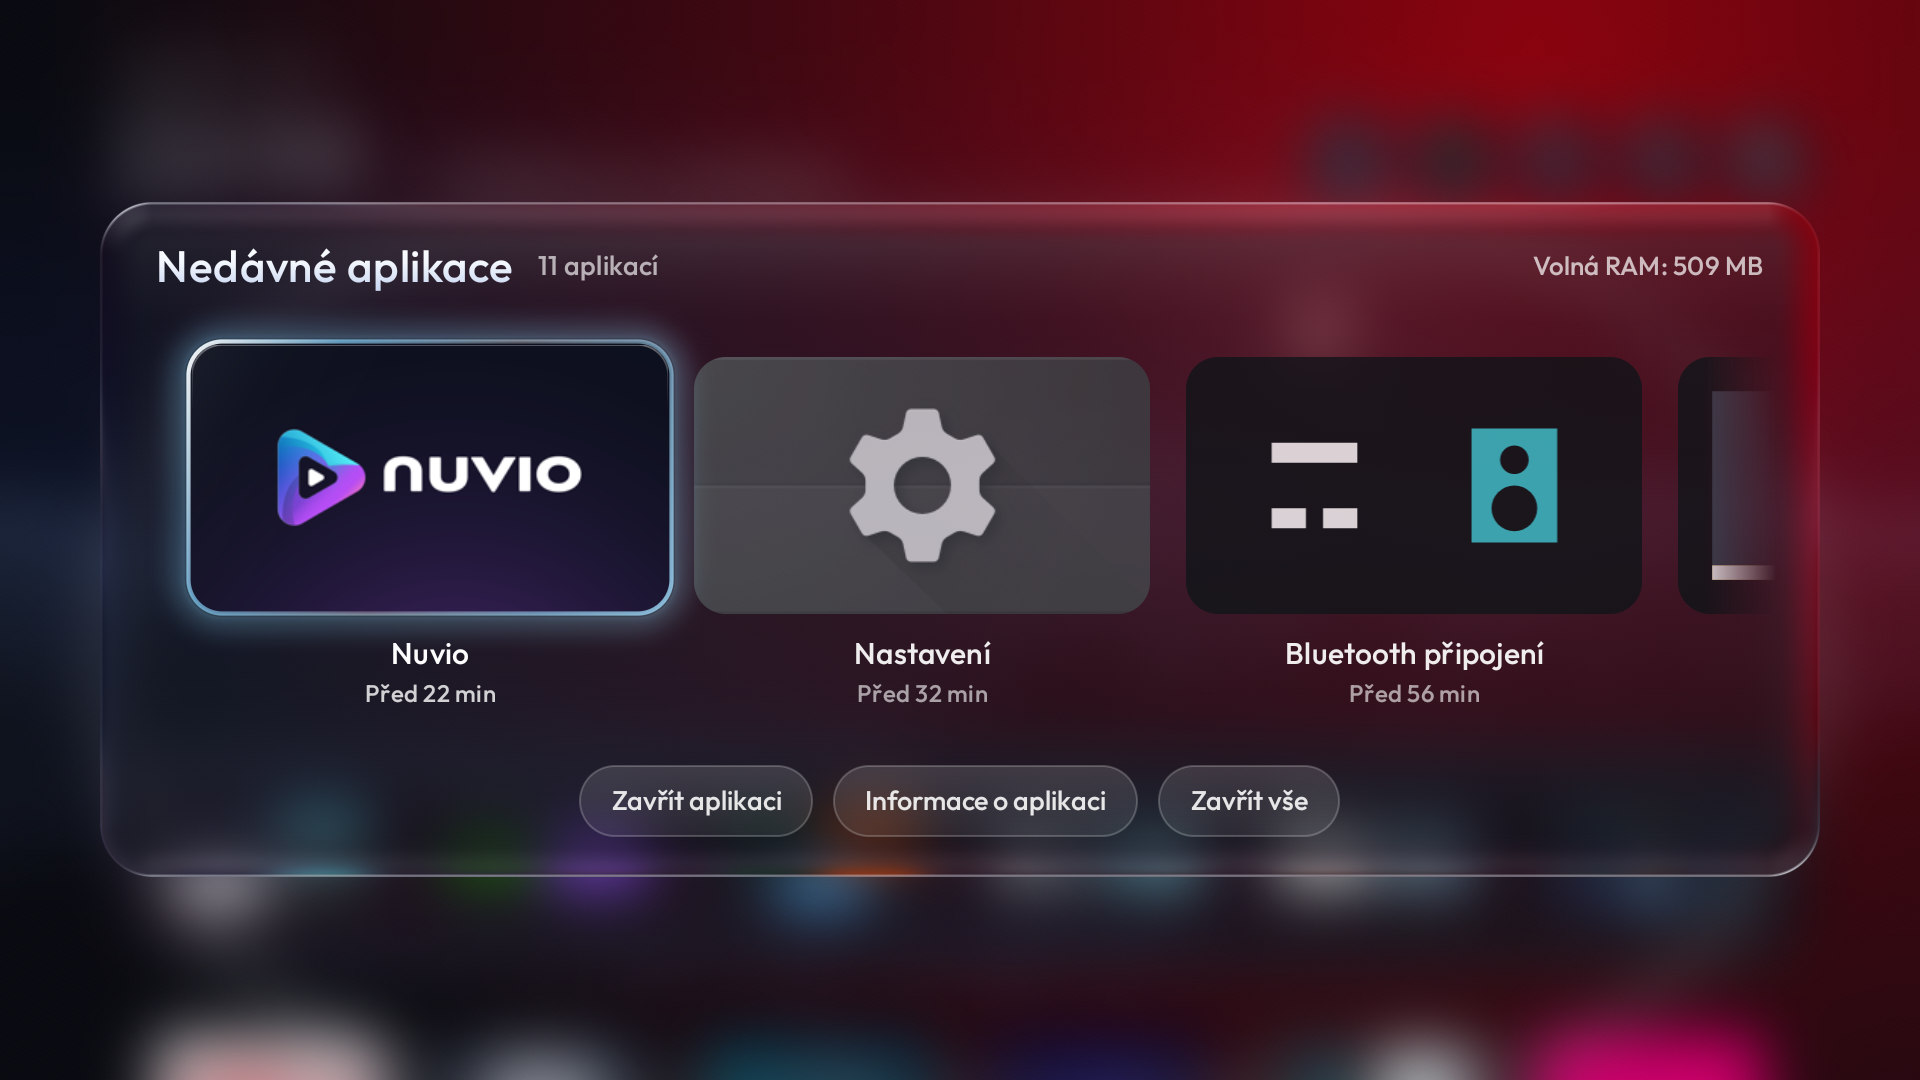 Nedávné aplikace 11 aplikací Volná RAM: 509 MB
nuvio
Nuvio Nastavení Bluetooth připojení
Před 22 min Před 32 min Před 56 min
Zavřít aplikaci Informace o aplikaci Zavřít vše